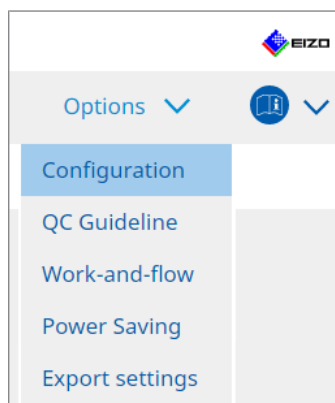 EIZO
Options
Configuration
QC Guideline
Work-and-flow
Power Saving
Export settings